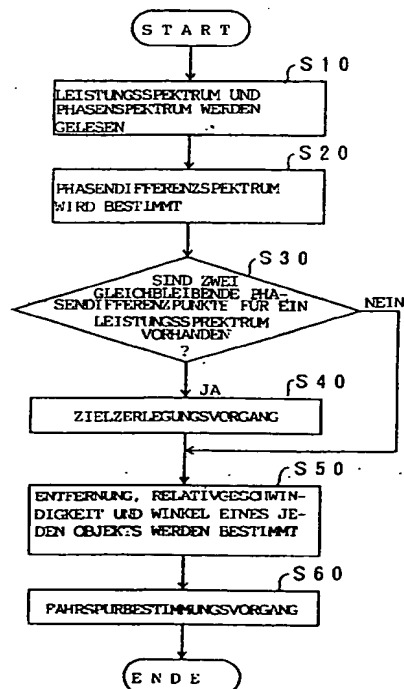 START
S10
LEISTUNGSSPEKTRUM UND
PHASENSPEKTRUM WERDEN
GELESEN
S20
PHASENDIFFERENZSPEKTRUM
WIRD BESTIMMT
S30
SIND ZWEI
GLEICHBLEIBENDE PHA-
SENDIFFERENZPUNKTE FÜR EIN
LEISTUNGSSPREKTRUM
VORHANDEN
?
NEIN
JA
S40
ZIELZERLEGUNGSVORGANG
S50
ENTFERNUNG, RELATIVGESCHWIN-
DIGKEIT UND WINKEL EINES JE-
DEN OBJEKTS WERDEN BESTIMMT
S60
FAHRSPURBESTIMMUNGSVORGANG
ENDE